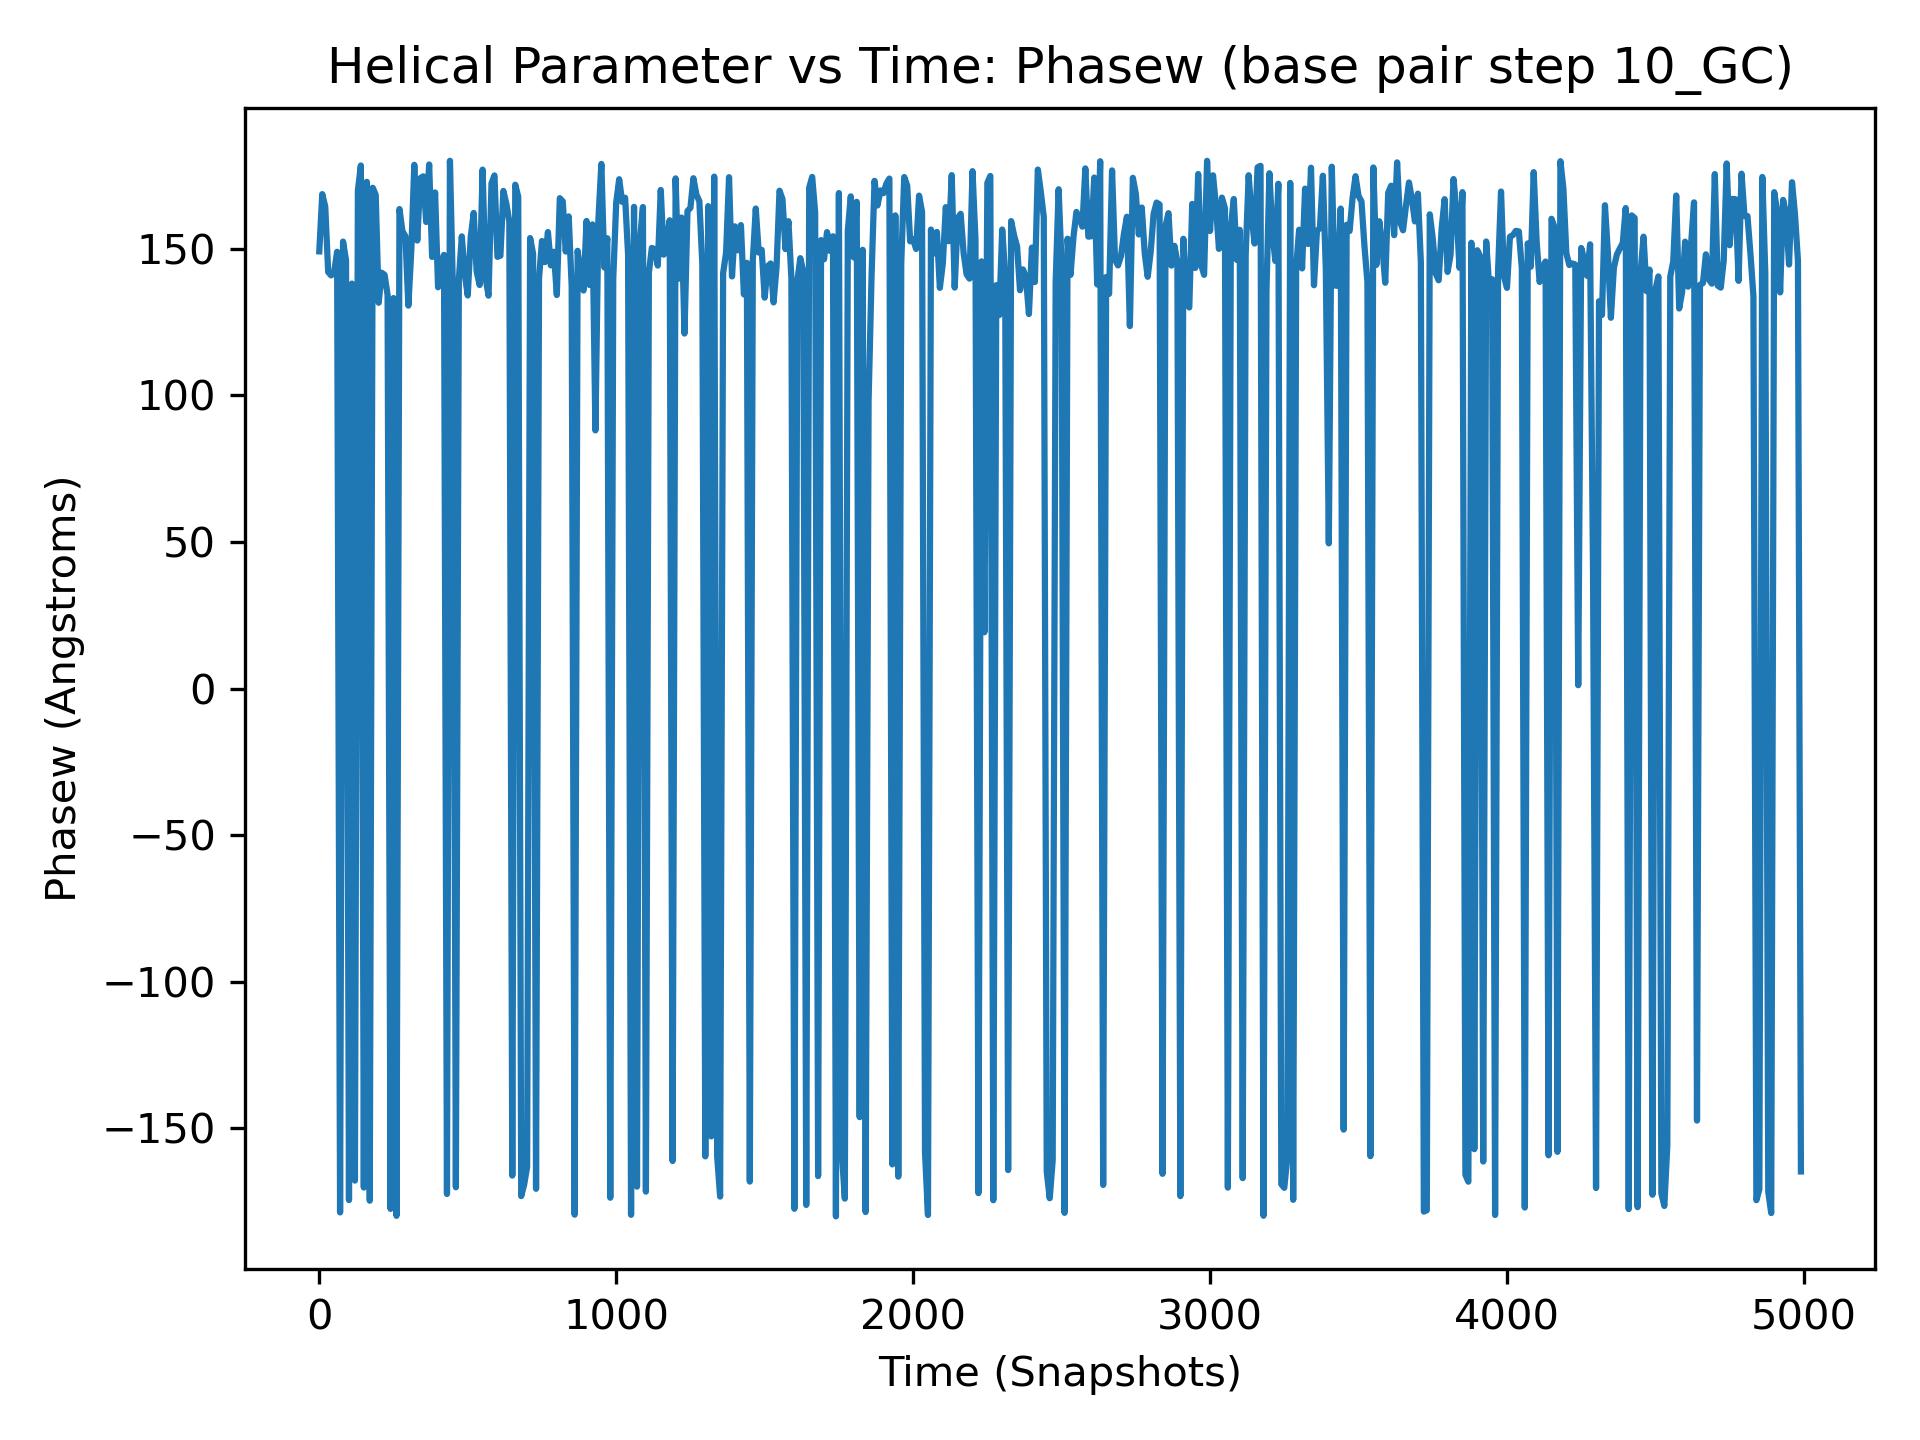 Helical Parameter vs Time: Phasew (base pair step 10_GC)
Phasew (Angstroms)
150
100
50
0
−50
−100
−150
0 1000 2000 3000 4000 5000
Time (Snapshots)